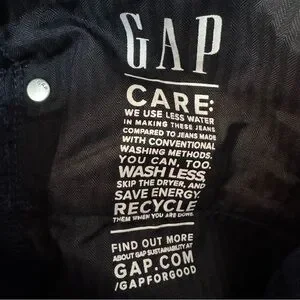 GAP
CARE:
WE USE LESS WATER
IN MAKING THESE JEANS
COMPARED TO JEANS MADE
WITH CONVENTIONAL
WASHING METHODS.
YOU CAN, TOO.
WASH LESS,
SKIP THE DRYER, AND
SAVE ENERGY.
RECYCLE
THEM WHEN YOU ARE DONE.
FIND OUT MORE
ABOUT GAP SUSTAINABILITY AT
GAP.COM
/GAPFORGOOD